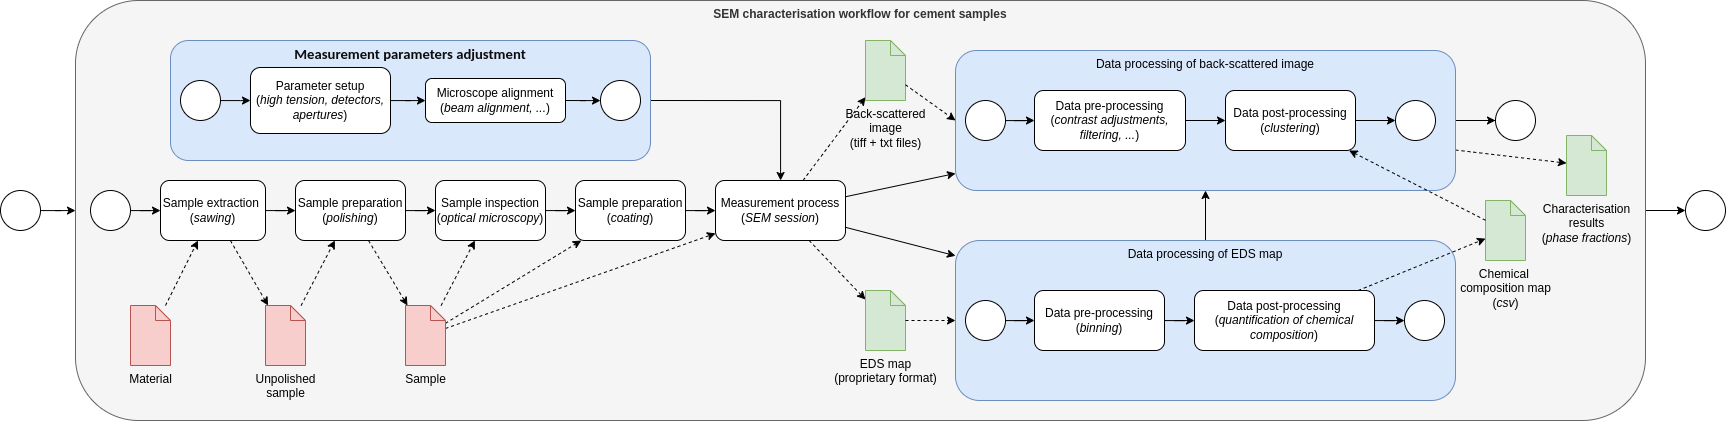 SEM characterisation workflow for cement samples
Measurement parameters adjustment
Parameter setup
(high tension, detectors,
apertures)
Microscope alignment
(beam alignment, ...)
Sample extraction
(sawing)
Sample preparation
(polishing)
Sample inspection
(optical microscopy)
Sample preparation
(coating)
Measurement process
(SEM session)
Material
Unpolished
sample
Sample
Back-scattered
image
(tiff + txt files)
EDS map
(proprietary format)
Data processing of back-scattered image
Data pre-processing
(contrast adjustments,
filtering, ...)
Data post-processing
(clustering)
Data processing of EDS map
Data pre-processing
(binning)
Data post-processing
(quantification of chemical
composition)
Chemical
composition map
(csv)
Characterisation
results
(phase fractions)